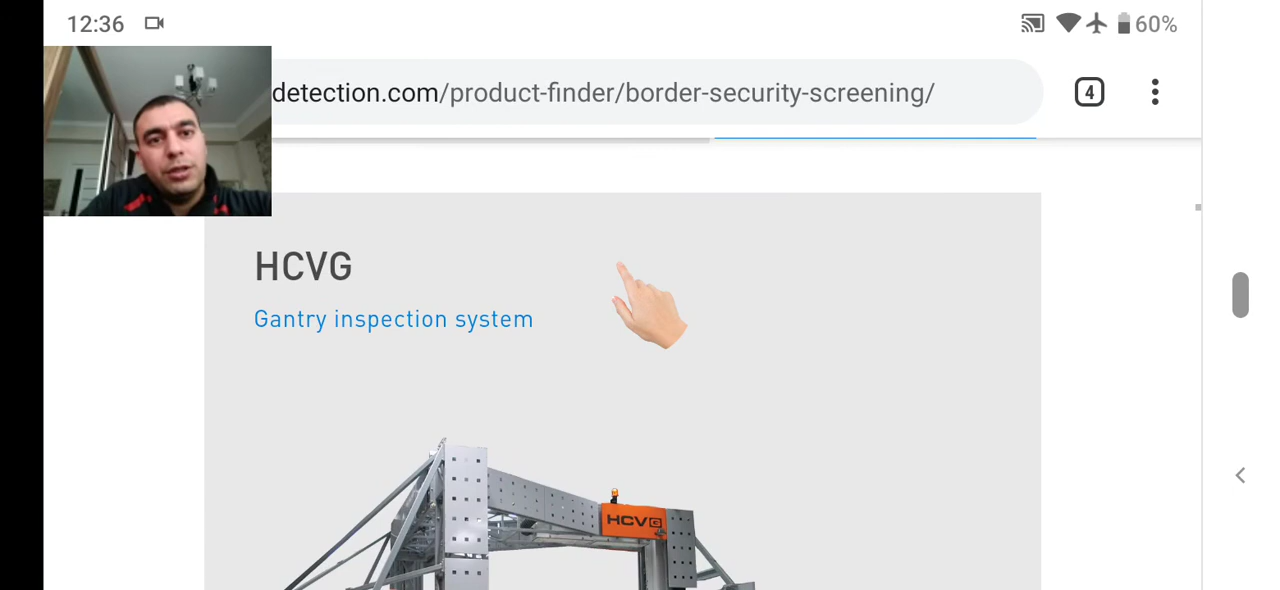 12:36
60%
detection.com/product-finder/border-security-screening/
4
HCVG
Gantry inspection system
HCVG